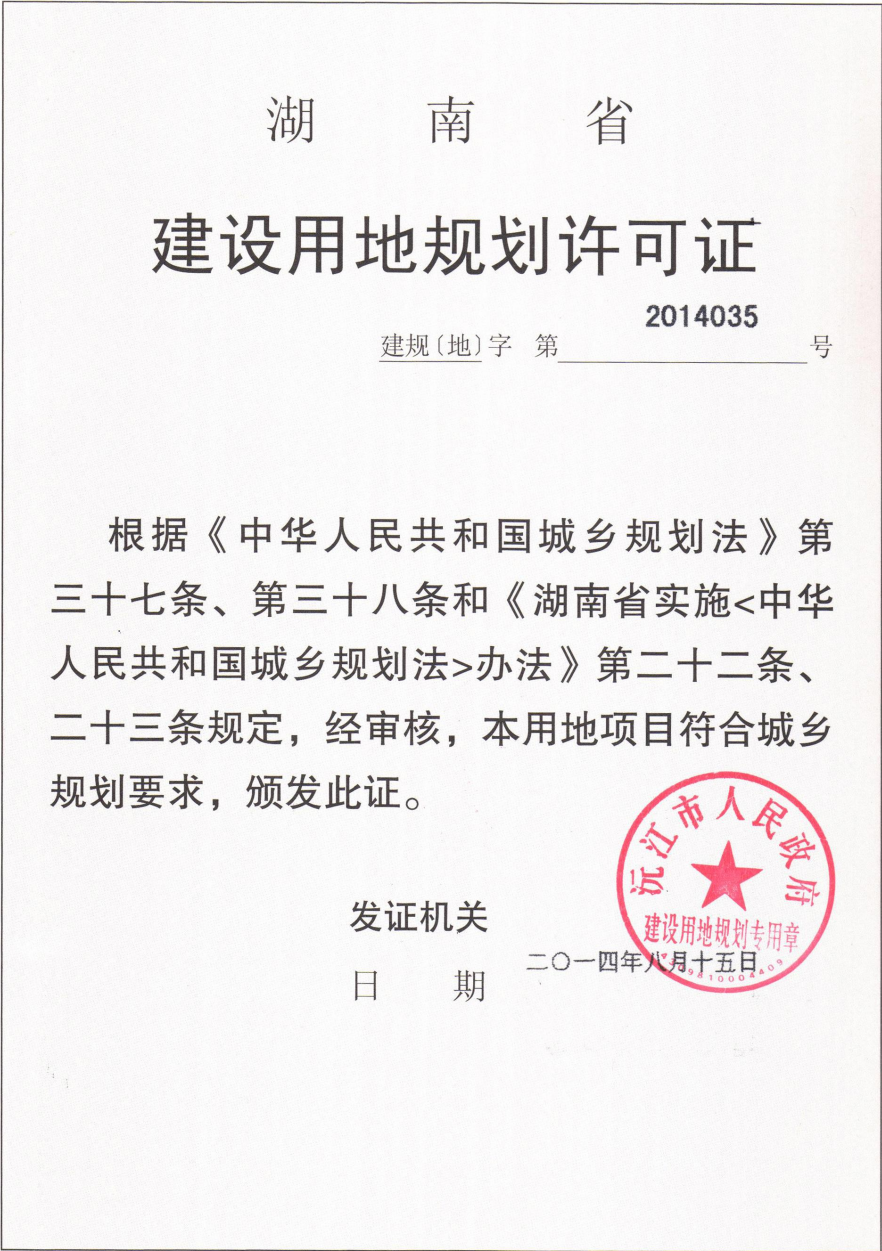 湖南省
建设用地规划许可证
2014035
建规〔地〕字 第 号
根据《中华人民共和国城乡规划法》第
三十七条、第三十八条和《湖南省实施<中华
人民共和国城乡规划法>办法》第二十二条、
二十三条规定，经审核，本用地项目符合城乡
规划要求，颁发此证。
沅江市人民政府
建设用地规划专用章
发证机关
二〇一四年八月十五日
日期